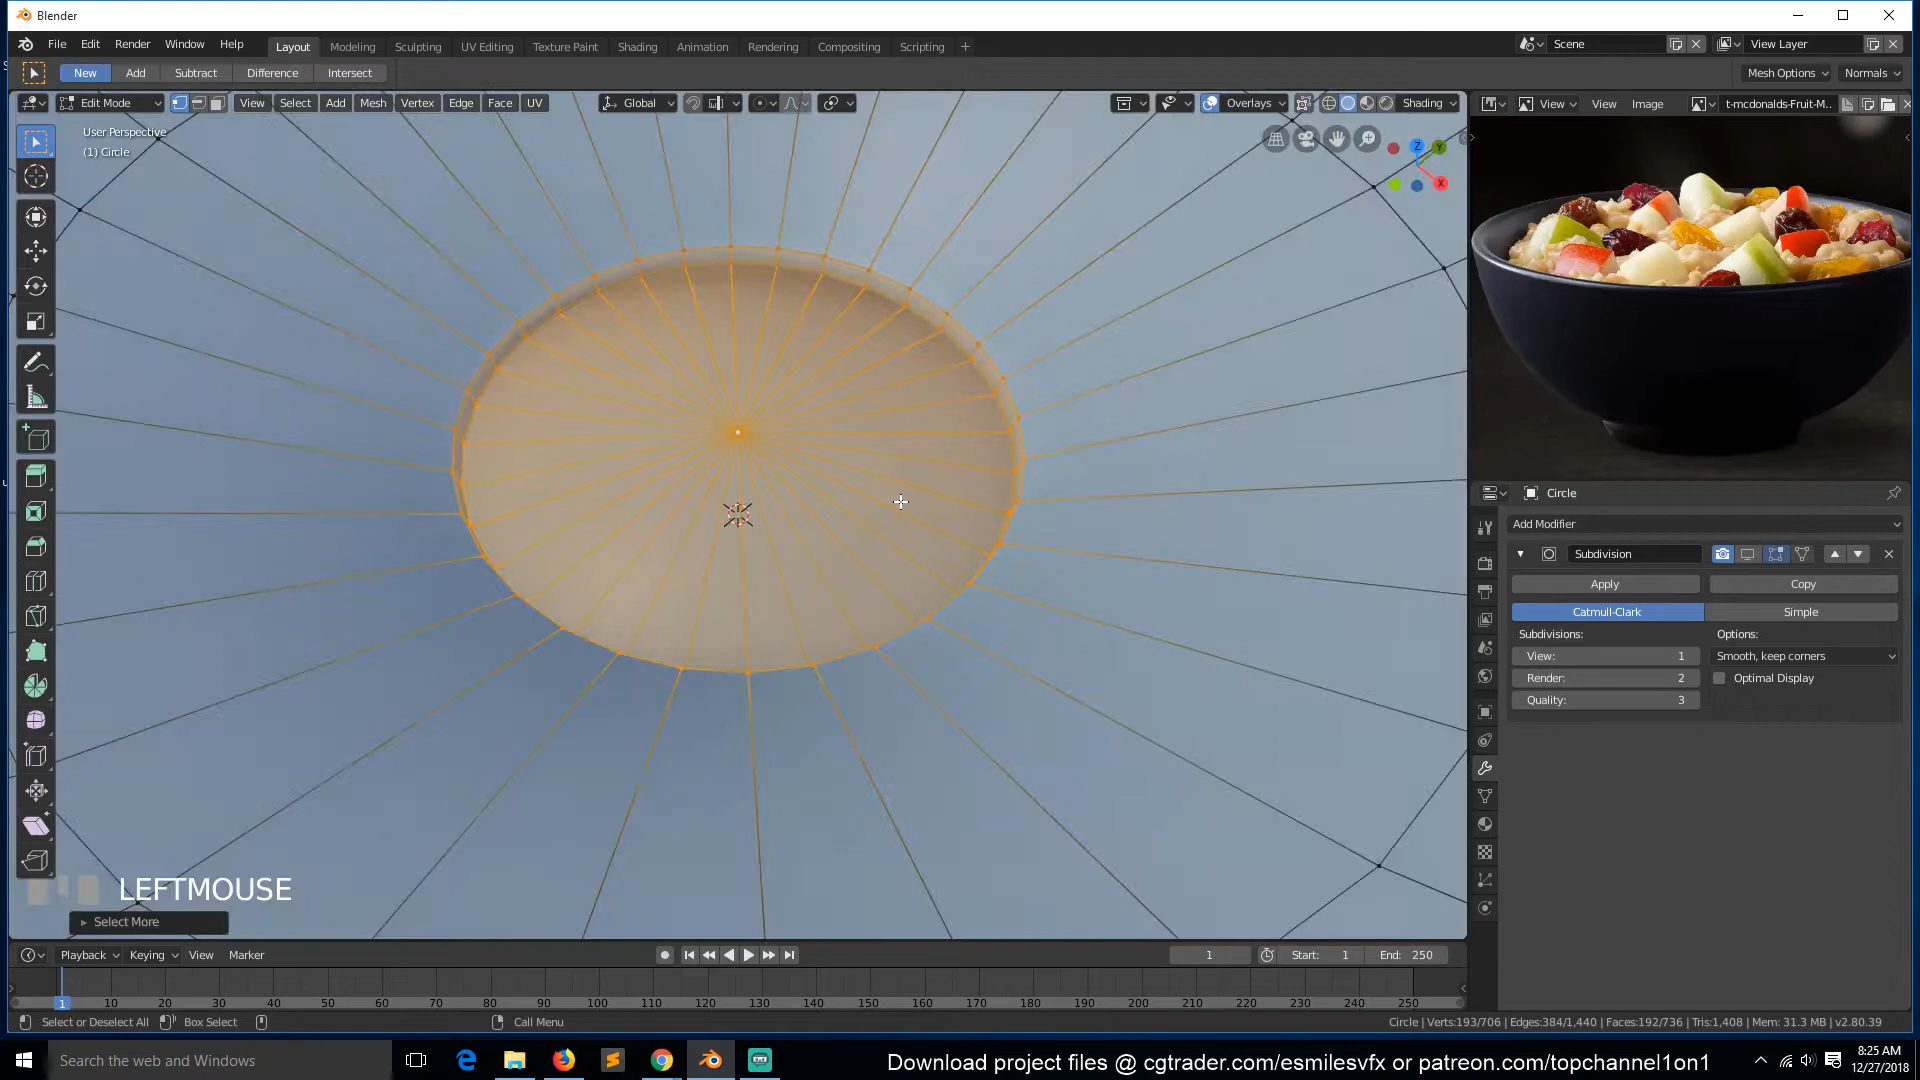 Blender
File Edit Render Window Help Layout Modeling Sculpting UV Editing Texture Paint Shading Animation Rendering Compositing Scripting + Scene View Layer
New Add Subtract Difference Intersect Mesh Options Normals
Edit Mode View Select Add Mesh Vertex Edge Face UV Global Overlays Shading View View Image t-mcdonalds-Fruit-M..
User Perspective
(1) Circle
Z
Y
X
Circle
Add Modifier
Subdivision
Apply Copy
Catmull-Clark Simple
Subdivisions: Options:
View: 1 Smooth, keep corners
Render: 2 Optimal Display
Quality: 3
LEFTMOUSE
Select More
Playback Keying View Marker 1 Start: 1 End: 250
1 10 20 30 40 50 60 70 80 90 100 110 120 130 140 150 160 170 180 190 200 210 220 230 240 250
Select or Deselect All Box Select Call Menu Circle | Verts:193/706 | Edges:384/1,440 | Faces:192/736 | Tris:1,408 | Mem: 31.3 MB | v2.80.39
Search the web and Windows Download project files @ cgtrader.com/esmilesvfx or patreon.com/topchannel1on1 8:25 AM
12/27/2018